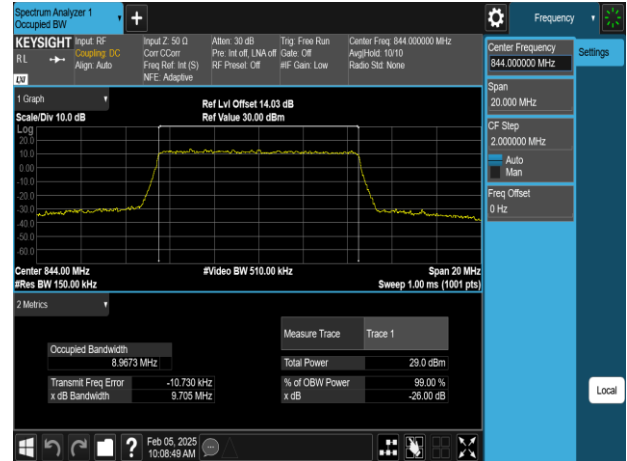 Spectrum Analyzer 1
Occupied BW
+
Frequency
KEYSIGHT
RL
LXI
Input: RF
Coupling: DC
Align: Auto
Input Z: 50 Ω
Corr CCorr
Freq Ref: Int (S)
NFE: Adaptive
Atten: 30 dB
Pre: Int off, LNA off
RF Presel: Off
Trig: Free Run
Gate: Off
#IF Gain: Low
Center Freq: 844.000000 MHz
Avg|Hold: 10/10
Radio Std: None
Center Frequency
844.000000 MHz
Settings
Span
20.000 MHz
CF Step
2.000000 MHz
Auto
Man
Freq Offset
0 Hz
Local
1 Graph
Scale/Div 10.0 dB
Ref Lvl Offset 14.03 dB
Ref Value 30.00 dBm
Log
20.0
10.0
0.00
-10.0
-20.0
-30.0
-40.0
-50.0
-60.0
Center 844.00 MHz
#Video BW 510.00 kHz
Span 20 MHz
#Res BW 150.00 kHz
Sweep 1.00 ms (1001 pts)
2 Metrics
Measure Trace
Trace 1
Occupied Bandwidth
8.9673 MHz
Total Power
29.0 dBm
Transmit Freq Error
-10.730 kHz
% of OBW Power
99.00 %
x dB Bandwidth
9.705 MHz
x dB
-26.00 dB
?
Feb 05, 2025
10:08:49 AM